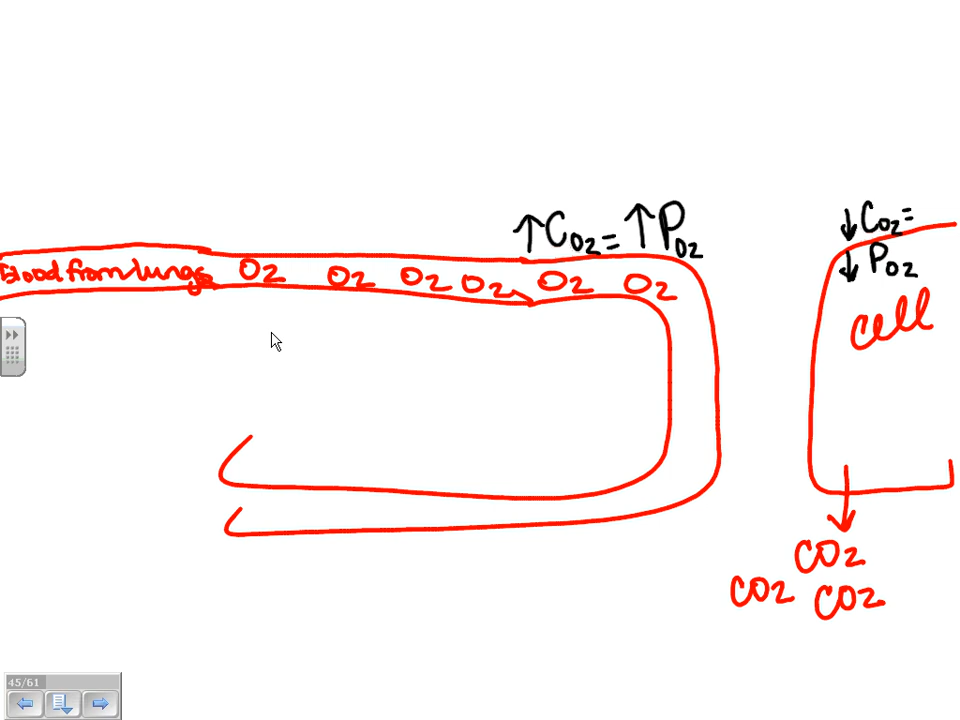 ↑CO2 = ↑PO2
↓CO2 =
↓PO2
Blood from lungs O2 O2 O2 O2 O2 O2
cell
CO2
CO2 CO2
45/61